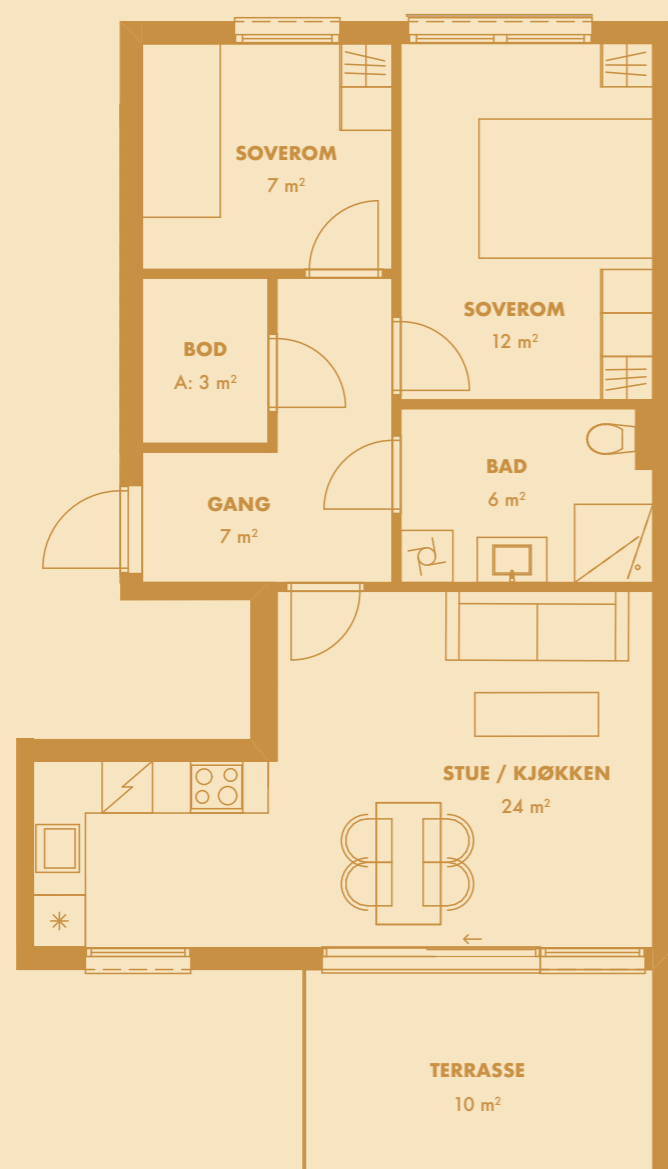 SOVEROM
7 m²
SOVEROM
12 m²
BOD
A: 3 m²
BAD
6 m²
GANG
7 m²
STUE / KJØKKEN
24 m²
TERRASSE
10 m²